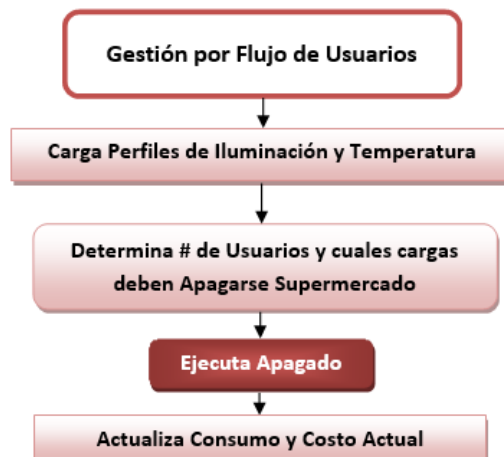 Gestión por Flujo de Usuarios
Carga Perfiles de Iluminación y Temperatura
Determina # de Usuarios y cuales cargas
deben Apagarse Supermercado
Ejecuta Apagado
Actualiza Consumo y Costo Actual